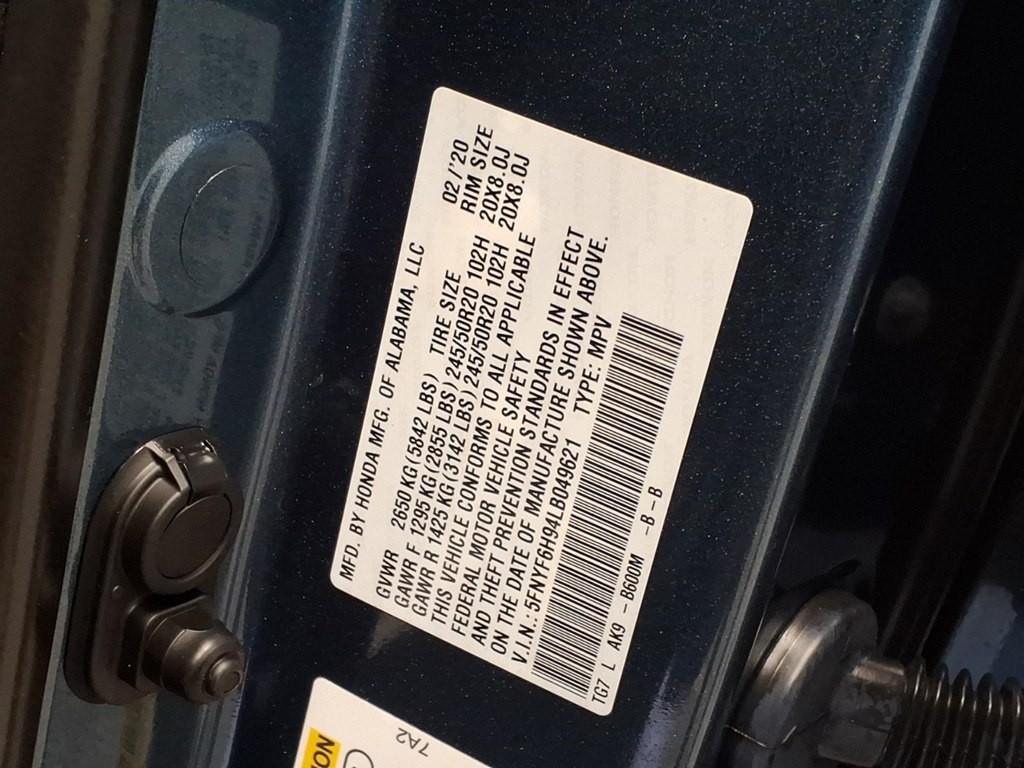 MFD. BY HONDA MFG. OF ALABAMA, LLC 02/'20
GVWR 2650 KG (5842 LBS) TIRE SIZE RIM SIZE
GAWR F 1295 KG (2855 LBS) 245/50R20 102H 20X8.0J
GAWR R 1425 KG (3142 LBS) 245/50R20 102H 20X8.0J
THIS VEHICLE CONFORMS TO ALL APPLICABLE
FEDERAL MOTOR VEHICLE SAFETY
AND THEFT PREVENTION STANDARDS IN EFFECT
ON THE DATE OF MANUFACTURE SHOWN ABOVE.
V.I.N.: 5FNYF6H94LB049621 TYPE: MPV
TG7 L AK9 -B600M -B-B
7A2